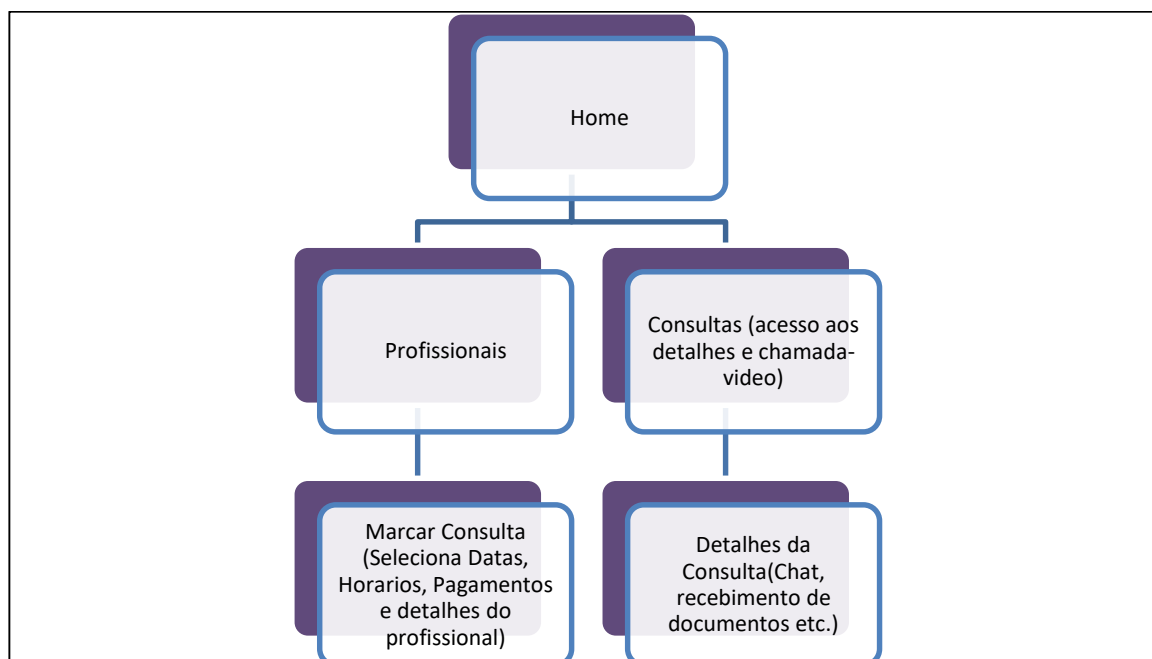 Home
Profissionais
Consultas (acesso aos
detalhes e chamada-
video)
Marcar Consulta
(Seleciona Datas,
Horarios, Pagamentos
e detalhes do
profissional)
Detalhes da
Consulta(Chat,
recebimento de
documentos etc.)